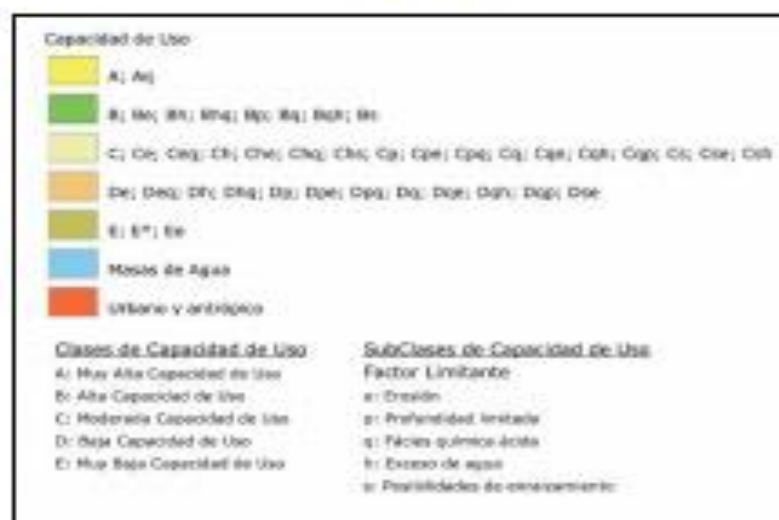 Capacidad de Uso
A; Aq
B; Be; Bh; Bhq; Bp; Bq; Bqh; Bs
C; Ce; Ceq; Ch; Che; Chq; Chs; Cp; Cpe; Cpq; Cq; Cqe; Cqh; Cqp; Cs; Cse; Csh
De; Deq; Dh; Dhq; Dp; Dpe; Dpq; Dq; Dqe; Dqh; Dqp; Dse
E; E*; Ee
Masas de Agua
Urbano y antrópico
Clases de Capacidad de Uso
A: Muy Alta Capacidad de Uso
B: Alta Capacidad de Uso
C: Moderada Capacidad de Uso
D: Baja Capacidad de Uso
E: Muy Baja Capacidad de Uso
SubClases de Capacidad de Uso
Factor Limitante
e: Erosión
p: Profundidad limitada
q: Fácies química ácida
h: Exceso de agua
s: Posibilidades de enraizamiento